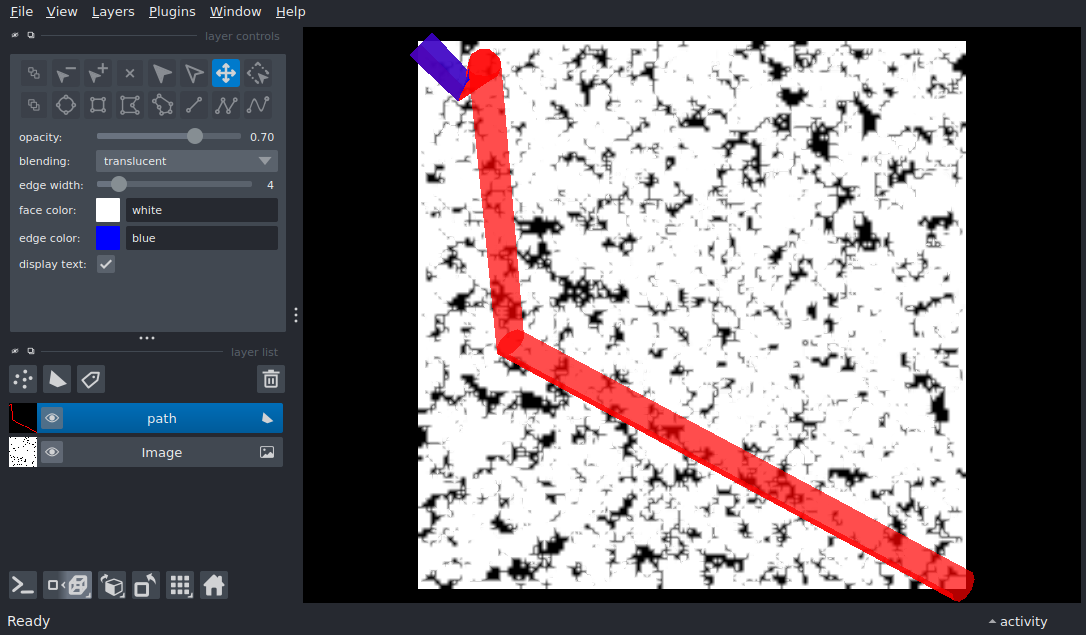 File View Layers Plugins Window Help
layer controls
opacity: 0.70
blending: translucent
edge width: 4
face color: white
edge color: blue
display text:
layer list
path
Image
Ready
activity